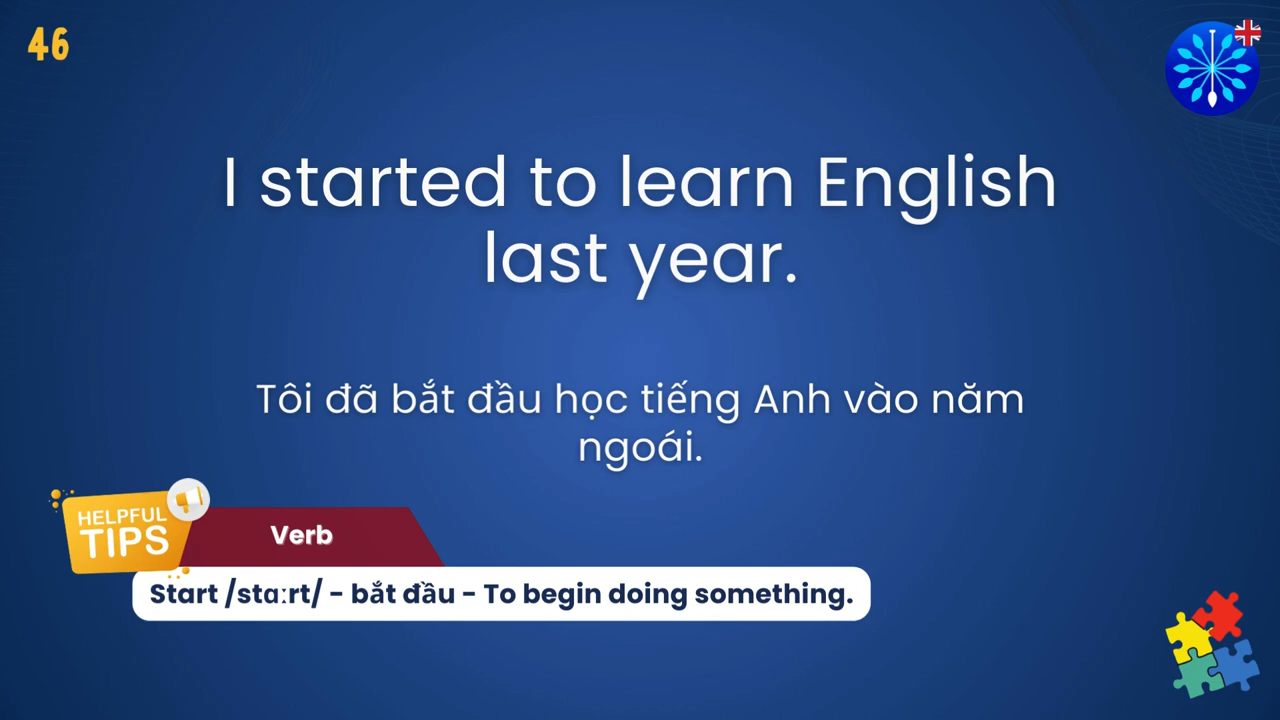 46
I started to learn English
last year.
Tôi đã bắt đầu học tiếng Anh vào năm
ngoái.
HELPFUL
TIPS
Verb
Start /stɑːrt/ - bắt đầu - To begin doing something.